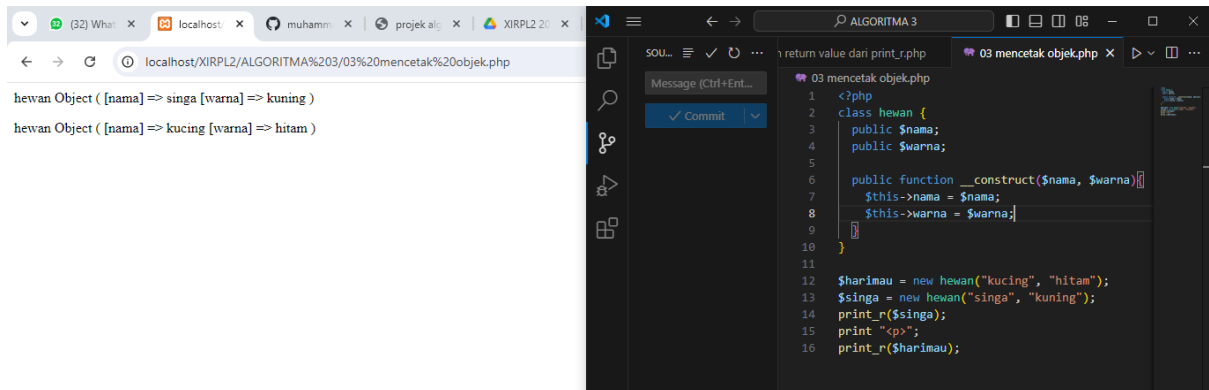 (32) What
localhost/
muhamma
projek alg
XIRPL2 20
localhost/XIRPL2/ALGORITMA%203/03%20mencetak%20objek.php
hewan Object ( [nama] => singa [warna] => kuning )
hewan Object ( [nama] => kucing [warna] => hitam )
ALGORITMA 3
SOU...
Message (Ctrl+Ent...
Commit
return value dari print_r.php
03 mencetak objek.php
03 mencetak objek.php
1 <?php
2 class hewan {
3 public $nama;
4 public $warna;
5
6 public function __construct($nama, $warna){
7 $this->nama = $nama;
8 $this->warna = $warna;
9 }
10 }
11
12 $harimau = new hewan("kucing", "hitam");
13 $singa = new hewan("singa", "kuning");
14 print_r($singa);
15 print "<p>";
16 print_r($harimau);